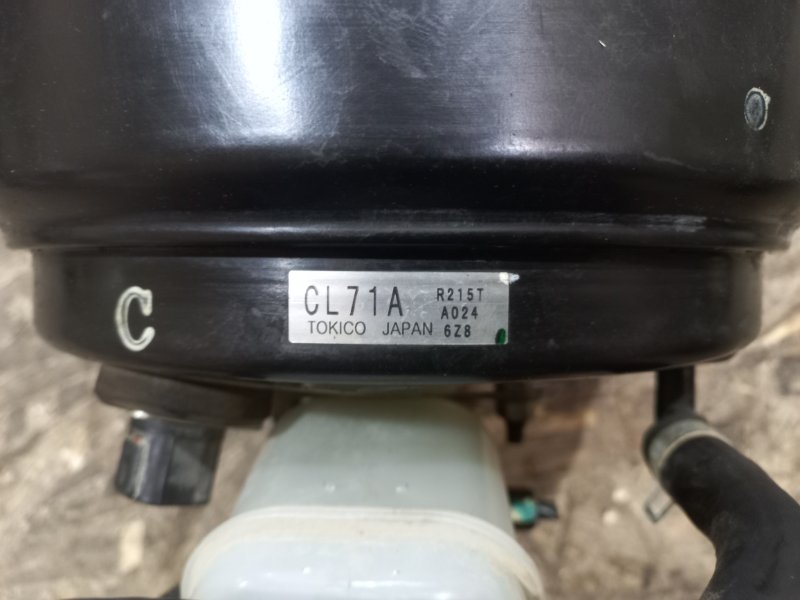 C
CL71A R215T
A024
TOKICO JAPAN 6Z8